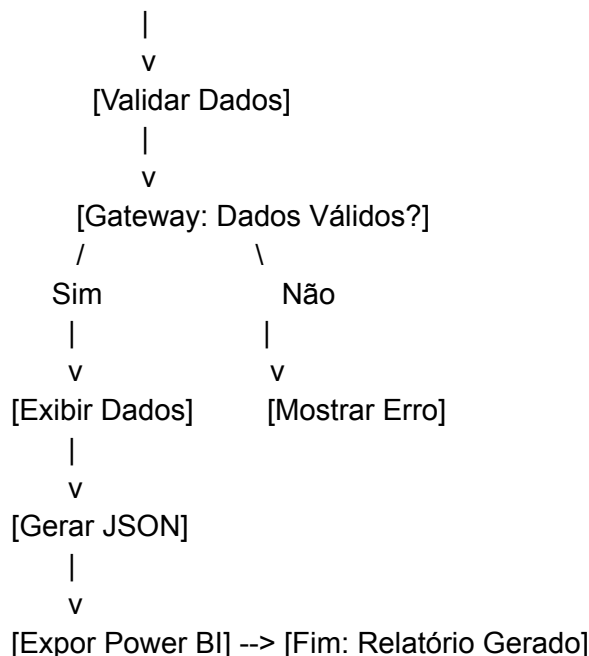 |
v
[Validar Dados]
|
v
[Gateway: Dados Válidos?]
/ \
Sim Não
| |
v v
[Exibir Dados] [Mostrar Erro]
|
v
[Gerar JSON]
|
v
[Expor Power BI] --> [Fim: Relatório Gerado]